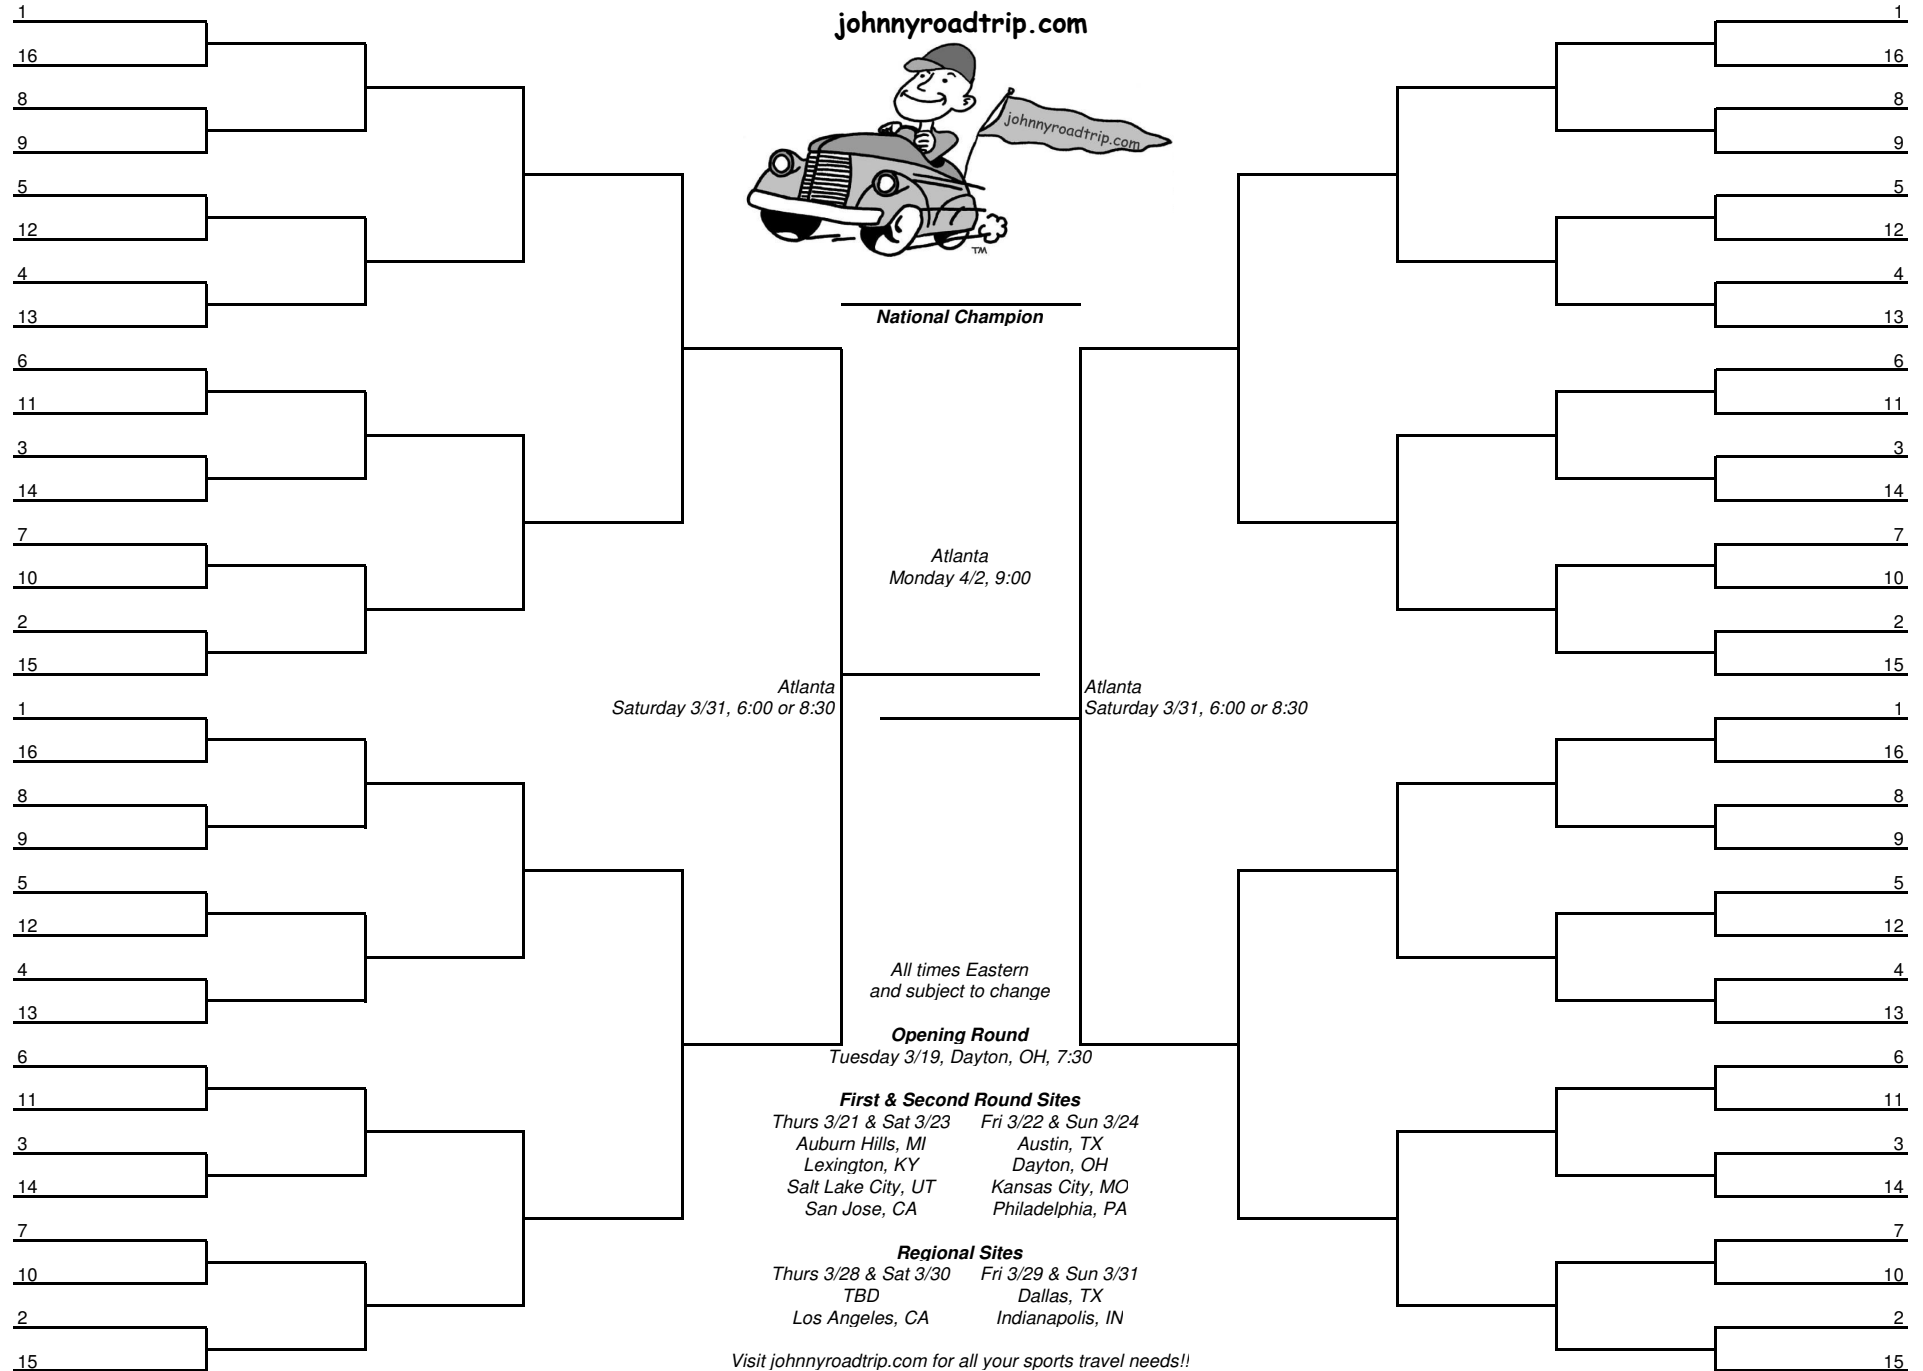 johnnyroadtrip.com
johnnyroadtrip.com
TM
1
16
8
9
5
12
4
13
6
11
3
14
7
10
2
15
1
16
8
9
5
12
4
13
6
11
3
14
7
10
2
15
National Champion
Atlanta
Monday 4/2, 9:00
Atlanta
Saturday 3/31, 6:00 or 8:30
Atlanta
Saturday 3/31, 6:00 or 8:30
All times Eastern
and subject to change
Opening Round
Tuesday 3/19, Dayton, OH, 7:30
First & Second Round Sites
Thurs 3/21 & Sat 3/23 Fri 3/22 & Sun 3/24
Auburn Hills, MI Austin, TX
Lexington, KY Dayton, OH
Salt Lake City, UT Kansas City, MO
San Jose, CA Philadelphia, PA
Regional Sites
Thurs 3/28 & Sat 3/30 Fri 3/29 & Sun 3/31
TBD Dallas, TX
Los Angeles, CA Indianapolis, IN
Visit johnnyroadtrip.com for all your sports travel needs!!
1
16
8
9
5
12
4
13
6
11
3
14
7
10
2
15
1
16
8
9
5
12
4
13
6
11
3
14
7
10
2
15